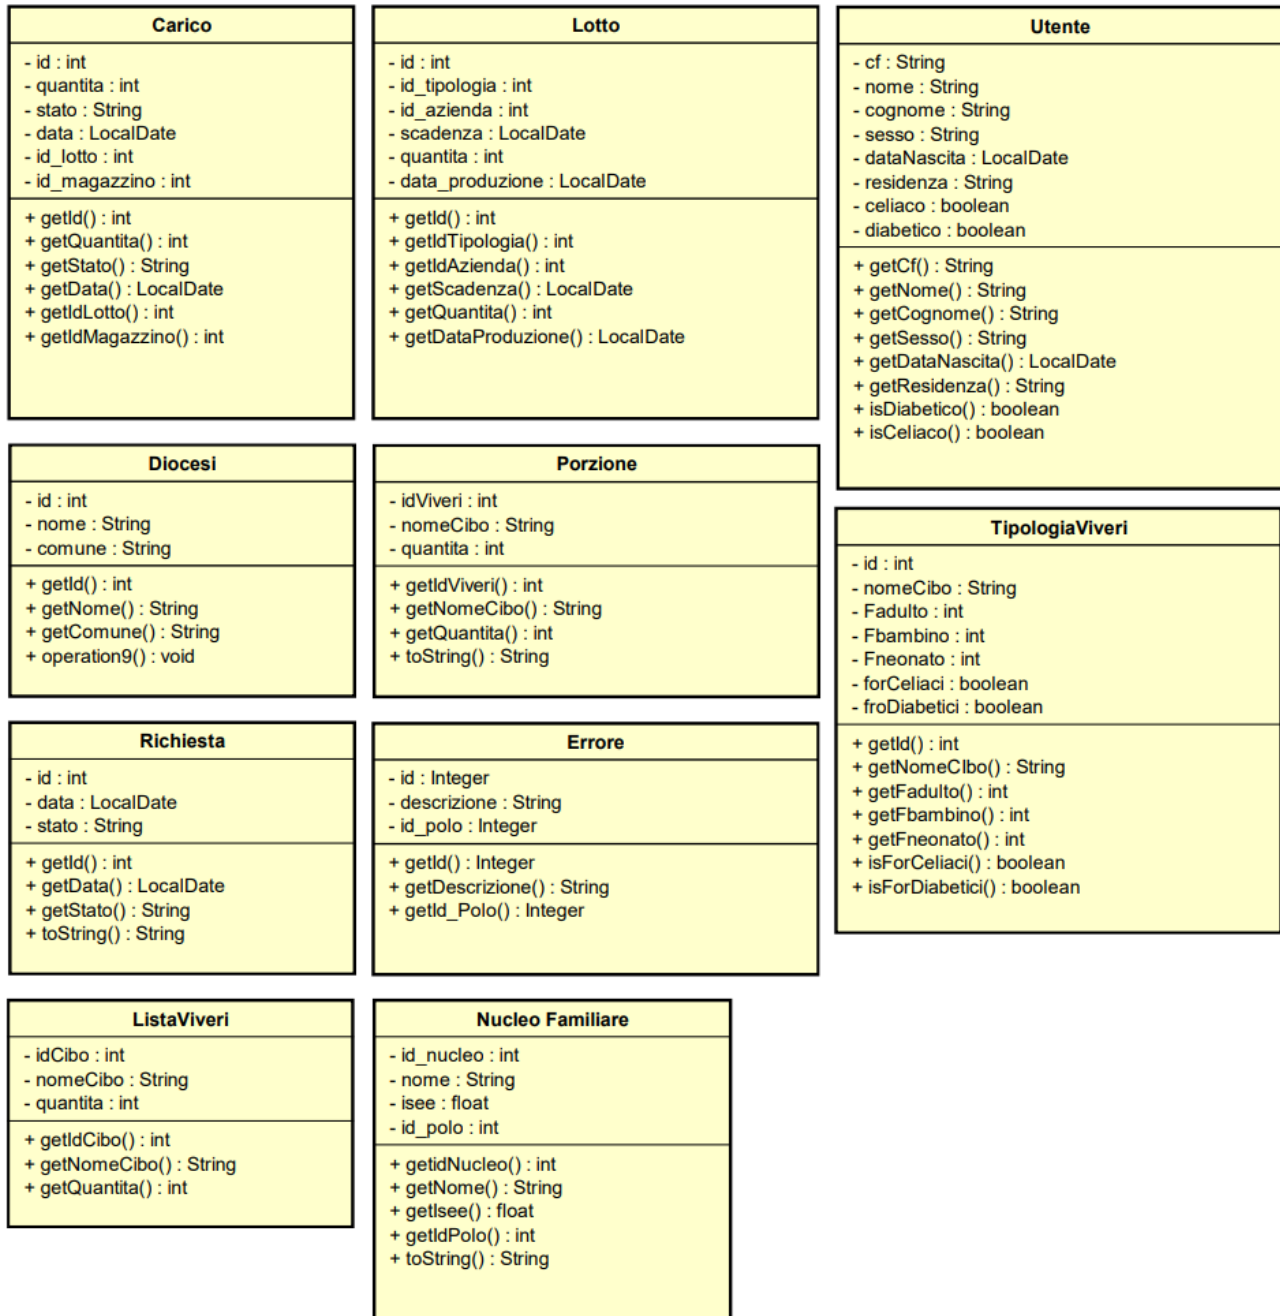 Carico
- id : int
- quantita : int
- stato : String
- data : LocalDate
- id_lotto : int
- id_magazzino : int
+ getId() : int
+ getQuantita() : int
+ getStato() : String
+ getData() : LocalDate
+ getIdLotto() : int
+ getIdMagazzino() : int
Lotto
- id : int
- id_tipologia : int
- id_azienda : int
- scadenza : LocalDate
- quantita : int
- data_produzione : LocalDate
+ getId() : int
+ getIdTipologia() : int
+ getIdAzienda() : int
+ getScadenza() : LocalDate
+ getQuantita() : int
+ getDataProduzione() : LocalDate
Utente
- cf : String
- nome : String
- cognome : String
- sesso : String
- dataNascita : LocalDate
- residenza : String
- celiaco : boolean
- diabetico : boolean
+ getCf() : String
+ getNome() : String
+ getCognome() : String
+ getSesso() : String
+ getDataNascita() : LocalDate
+ getResidenza() : String
+ isDiabetico() : boolean
+ isCeliaco() : boolean
Diocesi
- id : int
- nome : String
- comune : String
+ getId() : int
+ getNome() : String
+ getComune() : String
+ operation9() : void
Porzione
- idViveri : int
- nomeCibo : String
- quantita : int
+ getIdViveri() : int
+ getNomeCibo() : String
+ getQuantita() : int
+ toString() : String
TipologiaViveri
- id : int
- nomeCibo : String
- Fadulto : int
- Fbambino : int
- Fneonato : int
- forCeliaci : boolean
- froDiabetici : boolean
+ getId() : int
+ getNomeCIbo() : String
+ getFadulto() : int
+ getFbambino() : int
+ getFneonato() : int
+ isForCeliaci() : boolean
+ isForDiabetici() : boolean
Richiesta
- id : int
- data : LocalDate
- stato : String
+ getId() : int
+ getData() : LocalDate
+ getStato() : String
+ toString() : String
Errore
- id : Integer
- descrizione : String
- id_polo : Integer
+ getId() : Integer
+ getDescrizione() : String
+ getId_Polo() : Integer
ListaViveri
- idCibo : int
- nomeCibo : String
- quantita : int
+ getIdCibo() : int
+ getNomeCibo() : String
+ getQuantita() : int
Nucleo Familiare
- id_nucleo : int
- nome : String
- isee : float
- id_polo : int
+ getidNucleo() : int
+ getNome() : String
+ getIsee() : float
+ getIdPolo() : int
+ toString() : String